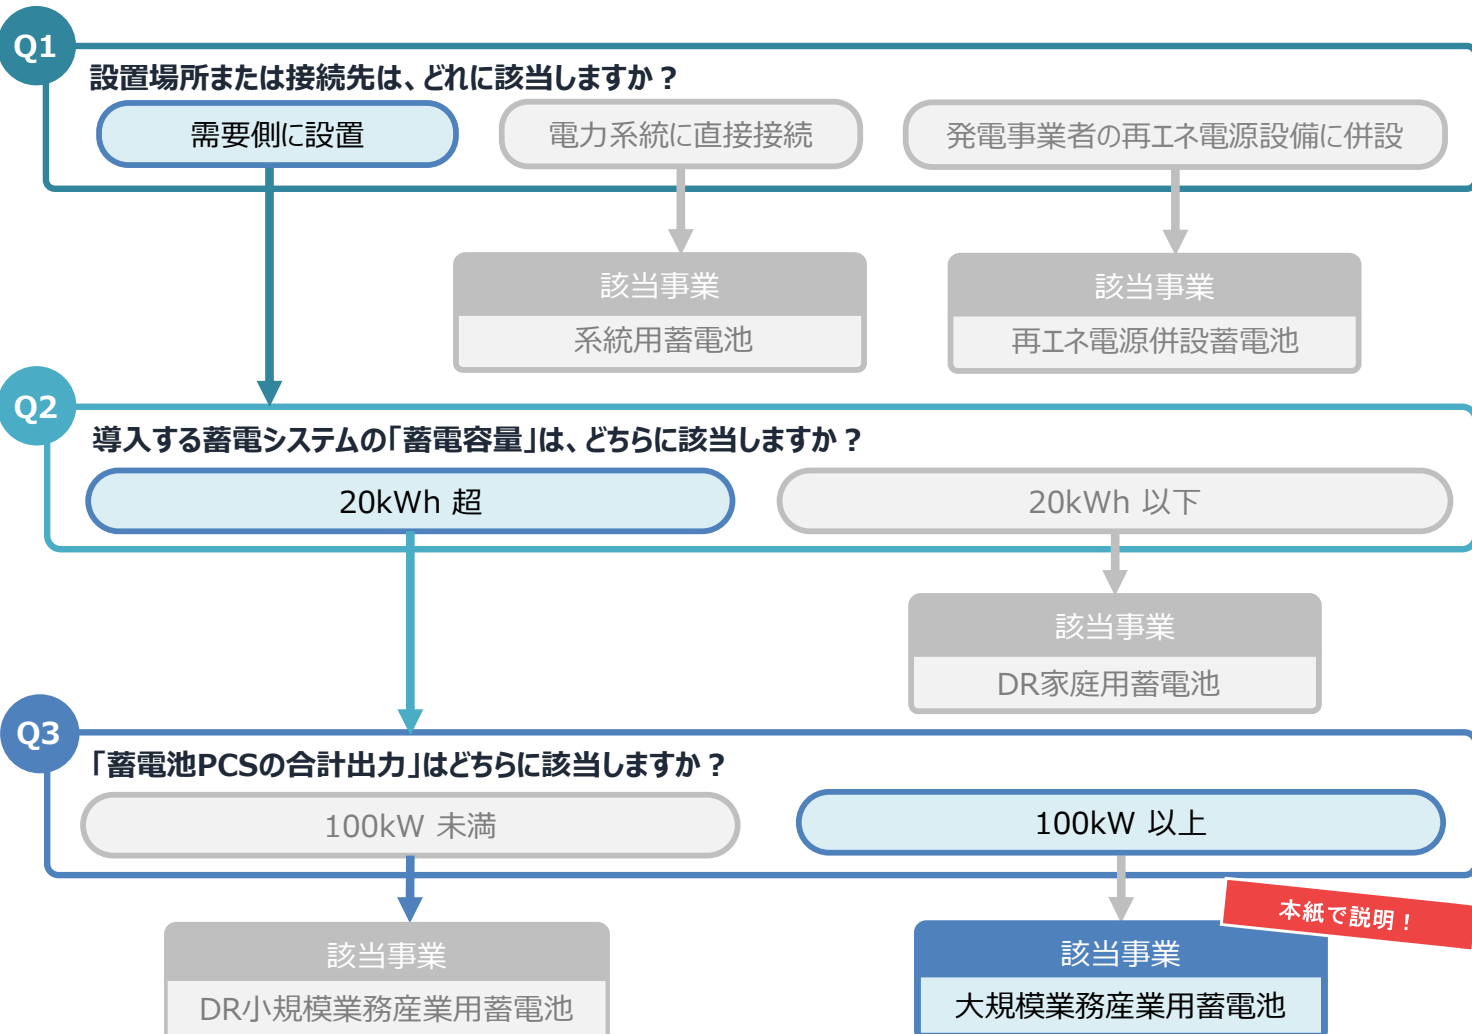 Q1
設置場所または接続先は、どれに該当しますか？
需要側に設置
電力系統に直接接続
発電事業者の再エネ電源設備に併設
該当事業
系統用蓄電池
該当事業
再エネ電源併設蓄電池
Q2
導入する蓄電システムの「蓄電容量」は、どちらに該当しますか？
20kWh 超
20kWh 以下
該当事業
DR家庭用蓄電池
Q3
「蓄電池PCSの合計出力」はどちらに該当しますか？
100kW 未満
100kW 以上
本紙で説明！
該当事業
DR小規模業務産業用蓄電池
該当事業
大規模業務産業用蓄電池